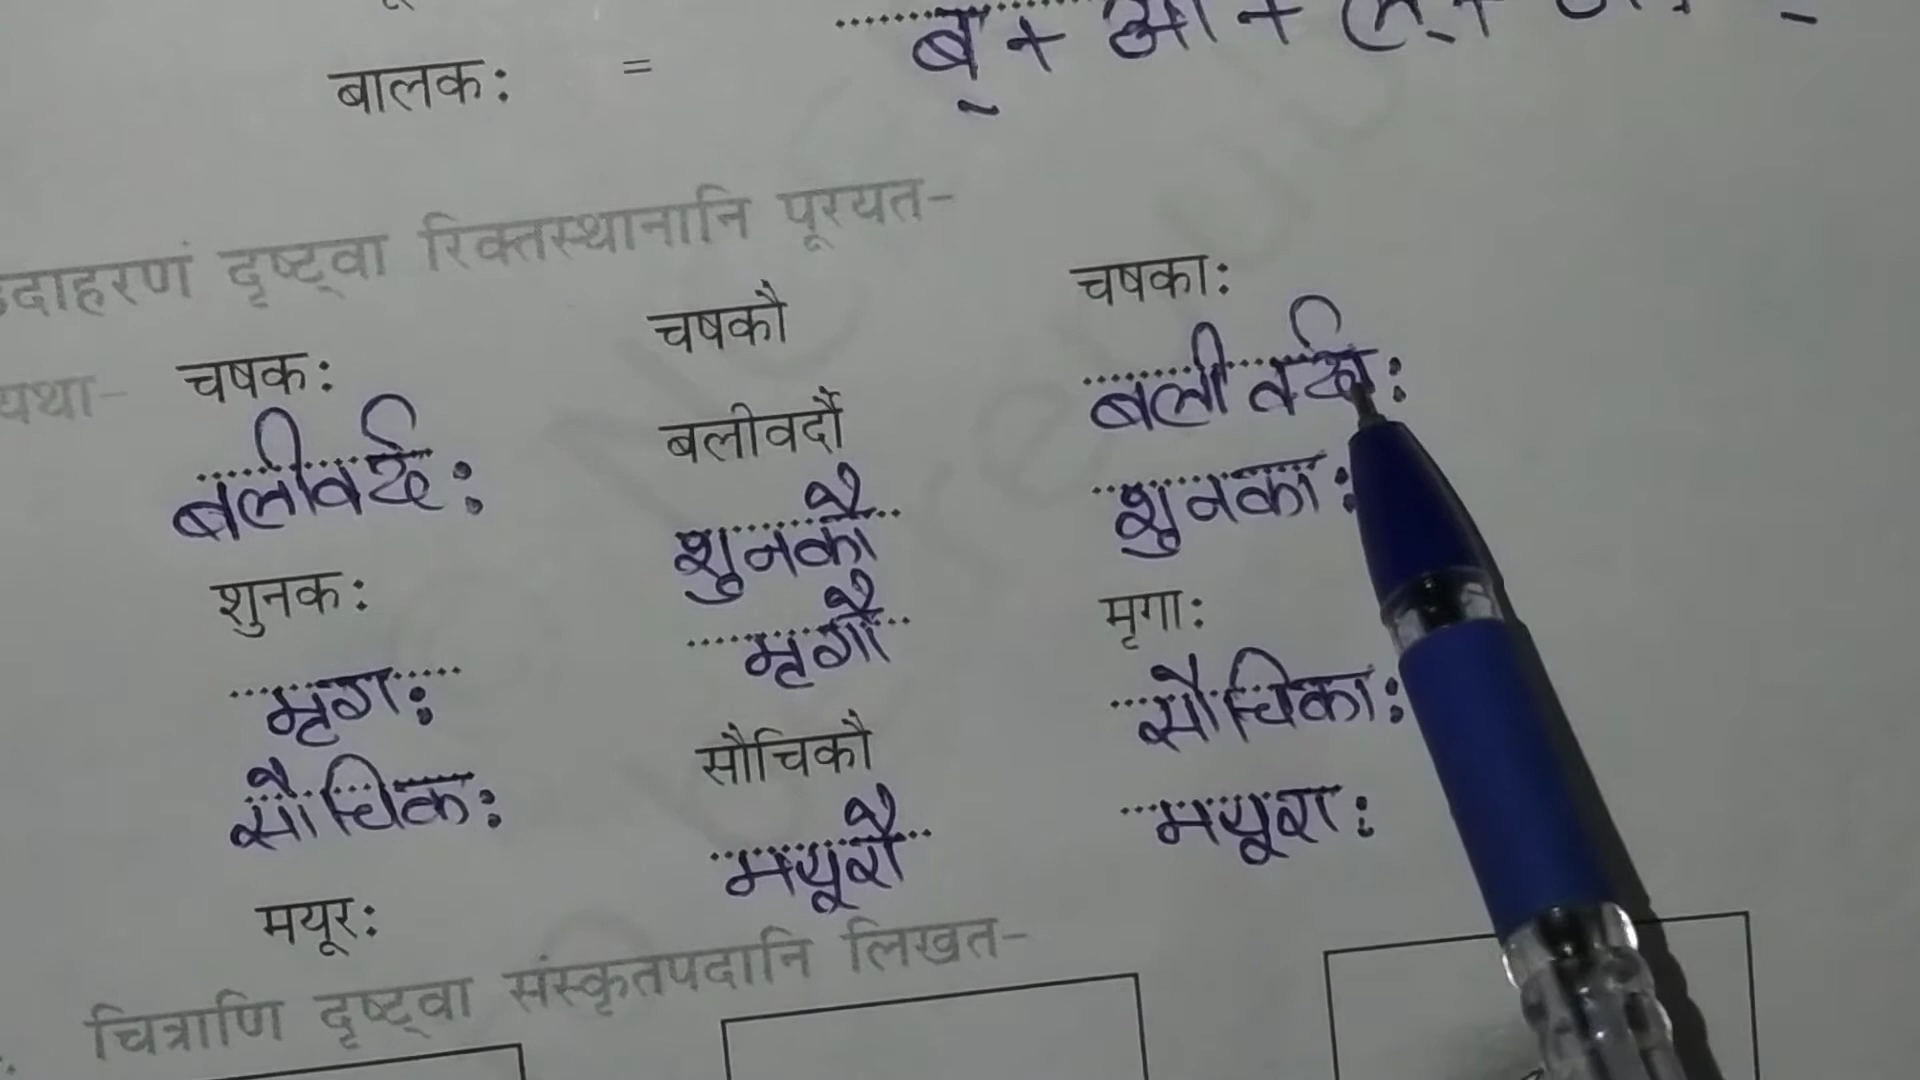 बालकः = ब् + आ + ल् +
उदाहरणं दृष्ट्वा रिक्तस्थानानि पूरयत-
यथा- चषकः चषकौ चषकाः
बलीवर्दः बलीवर्दौ बलीवर्दाः
शुनकः शुनकौ शुनकाः
मृगः मृगौ मृगाः
सौचिकः सौचिकौ सौचिकाः
मयूरः मयूरौ मयूराः
चित्राणि दृष्ट्वा संस्कृतपदानि लिखत-